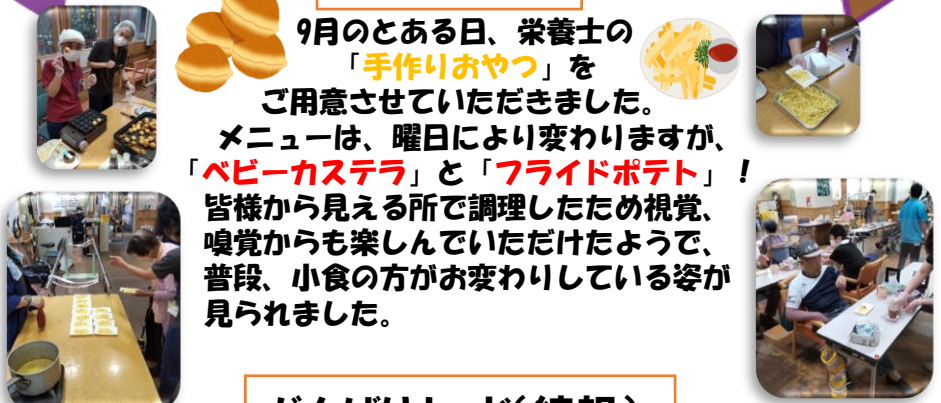 9月のとある日、栄養士の
「手作りおやつ」を
ご用意させていただきました。
メニューは、曜日により変わりますが、
「ベビーカステラ」と「フライドポテト」!
皆様から見える所で調理したため視覚、
嗅覚からも楽しんでいただけたようで、
普段、小食の方がお変わりしている姿が
見られました。